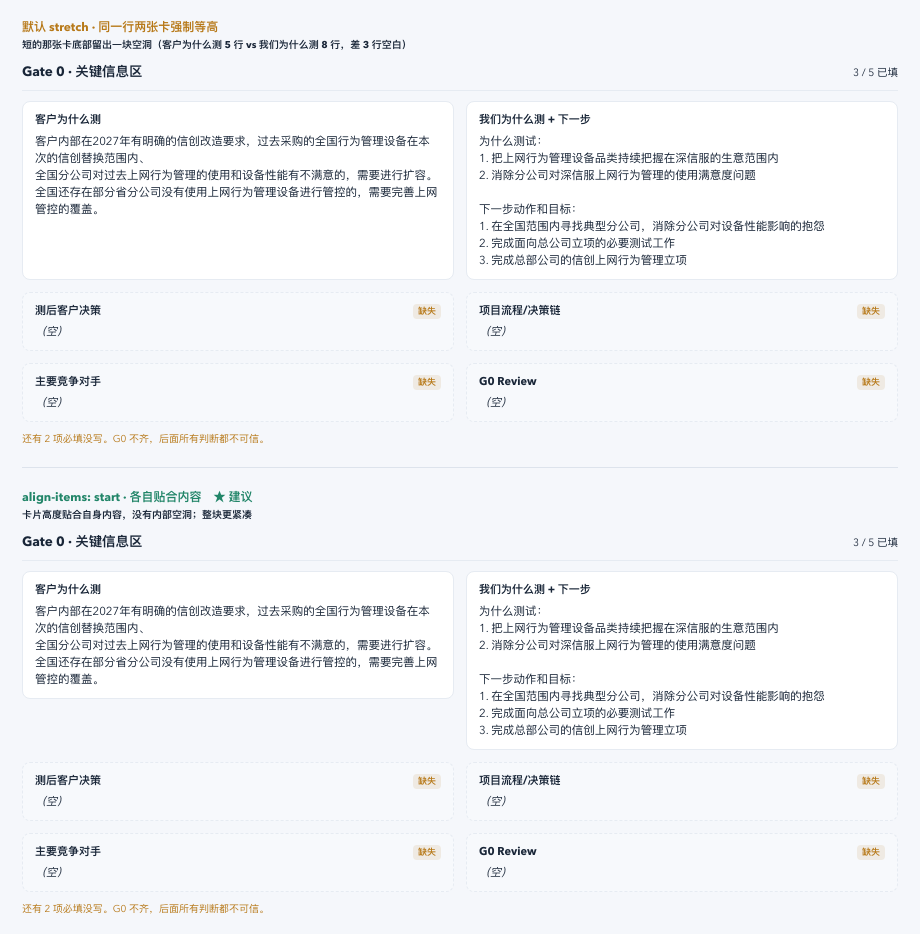 默认 stretch · 同一行两张卡强制等高
短的那张卡底部留出一块空洞（客户为什么测 5 行 vs 我们为什么测 8 行，差 3 行空白）
Gate 0 · 关键信息区
3 / 5 已填
客户为什么测
客户内部在2027年有明确的信创改造要求，过去采购的全国行为管理设备在本
次的信创替换范围内、
全国分公司对过去上网行为管理的使用和设备性能有不满意的，需要进行扩容。
全国还存在部分省分公司没有使用上网行为管理设备进行管控的，需要完善上网
管控的覆盖。
我们为什么测 + 下一步
为什么测试：
1. 把上网行为管理设备品类持续把握在深信服的生意范围内
2. 消除分公司对深信服上网行为管理的使用满意度问题
下一步动作和目标：
1. 在全国范围内寻找典型分公司，消除分公司对设备性能影响的抱怨
2. 完成面向总公司立项的必要测试工作
3. 完成总部公司的信创上网行为管理立项
测后客户决策
缺失
（空）
项目流程/决策链
缺失
（空）
主要竞争对手
缺失
（空）
G0 Review
缺失
（空）
还有 2 项必填没写。G0 不齐，后面所有判断都不可信。
align-items: start · 各自贴合内容 ★ 建议
卡片高度贴合自身内容，没有内部空洞；整块更紧凑
Gate 0 · 关键信息区
3 / 5 已填
客户为什么测
客户内部在2027年有明确的信创改造要求，过去采购的全国行为管理设备在本
次的信创替换范围内、
全国分公司对过去上网行为管理的使用和设备性能有不满意的，需要进行扩容。
全国还存在部分省分公司没有使用上网行为管理设备进行管控的，需要完善上网
管控的覆盖。
我们为什么测 + 下一步
为什么测试：
1. 把上网行为管理设备品类持续把握在深信服的生意范围内
2. 消除分公司对深信服上网行为管理的使用满意度问题
下一步动作和目标：
1. 在全国范围内寻找典型分公司，消除分公司对设备性能影响的抱怨
2. 完成面向总公司立项的必要测试工作
3. 完成总部公司的信创上网行为管理立项
测后客户决策
缺失
（空）
项目流程/决策链
缺失
（空）
主要竞争对手
缺失
（空）
G0 Review
缺失
（空）
还有 2 项必填没写。G0 不齐，后面所有判断都不可信。